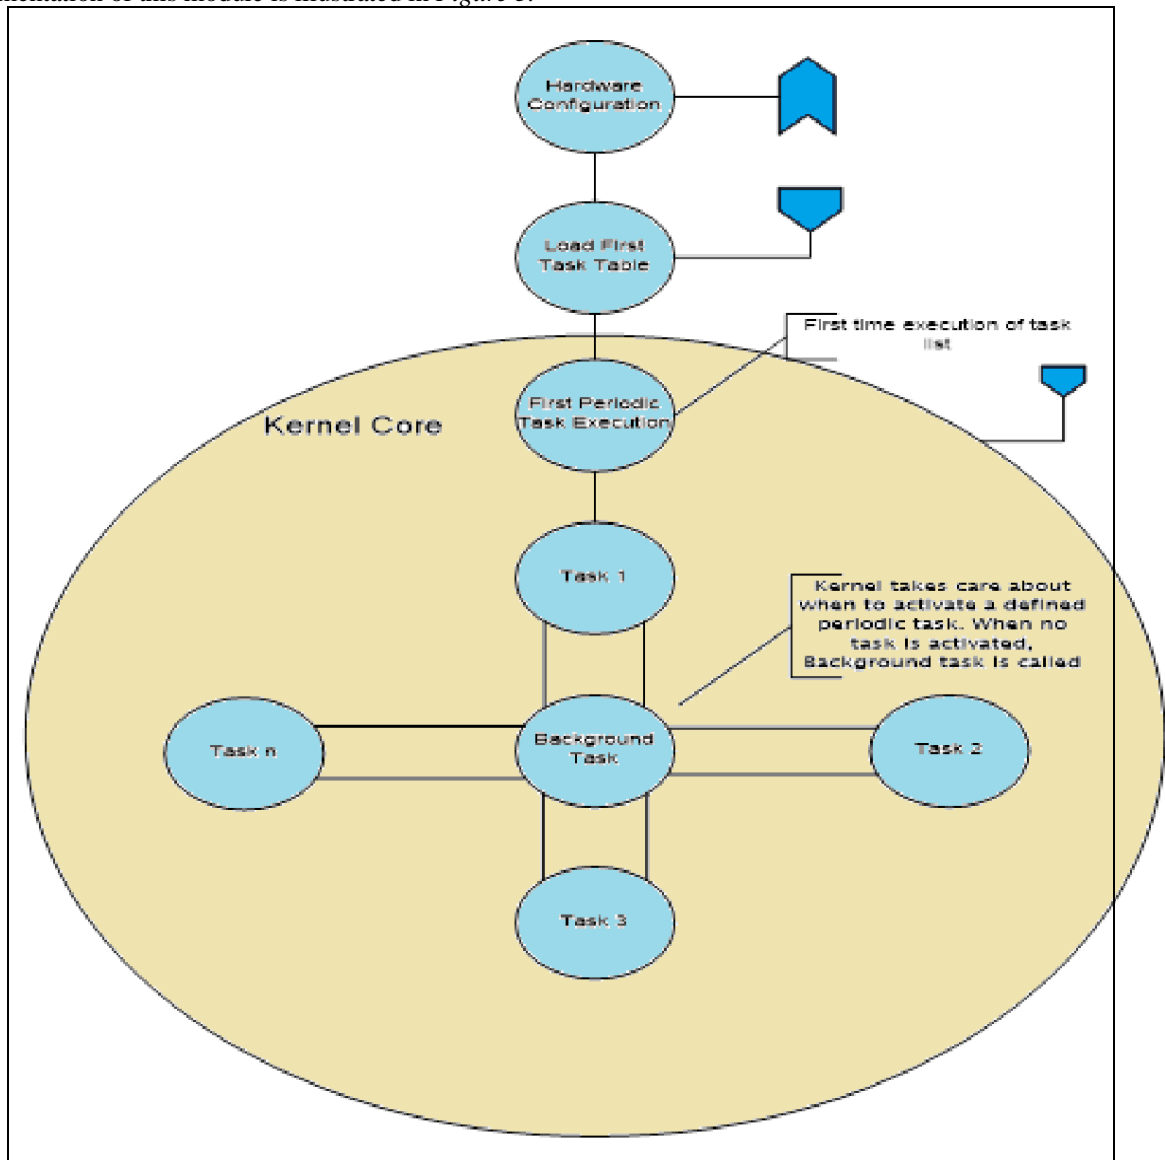 Hardware
Configuration
Load First
Task Table
First time execution of task
list
First Periodic
Task Execution
Kernel Core
Task 1
Kernel takes care about
when to activate a defined
periodic task. When no
task is activated,
Background task is called
Task n
Background
Task
Task 2
Task 3